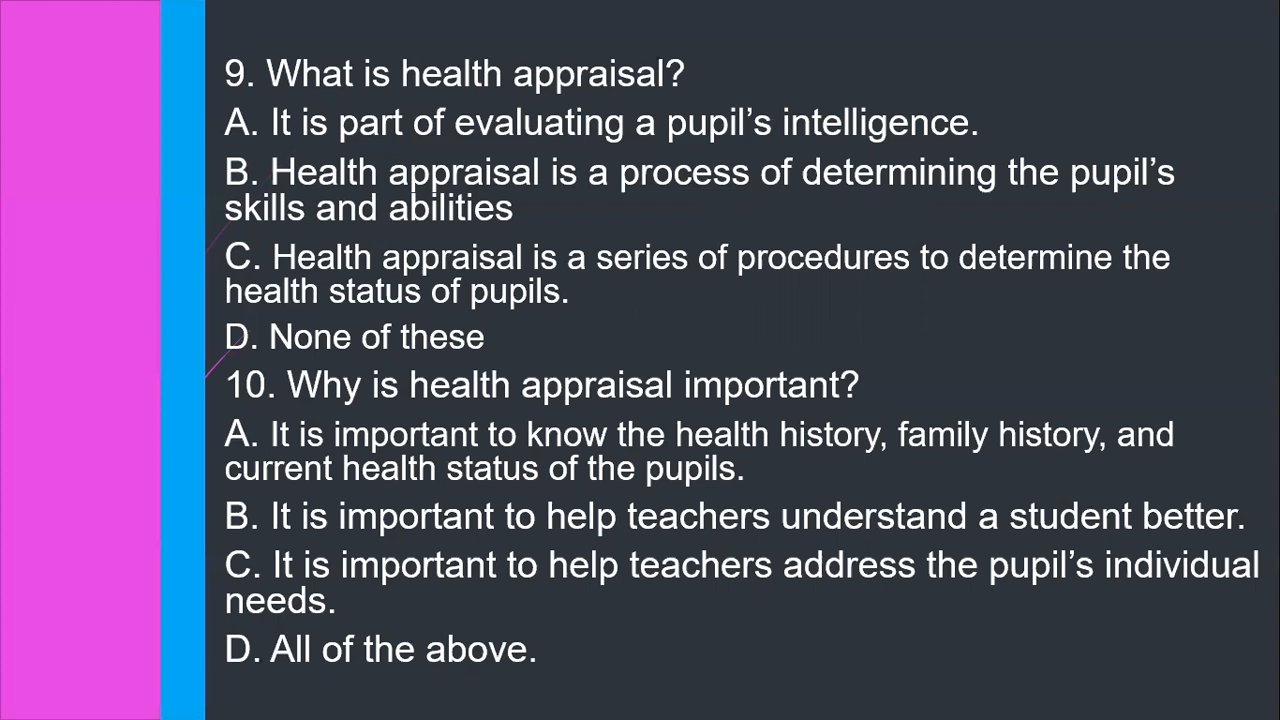 9. What is health appraisal?
A. It is part of evaluating a pupil’s intelligence.
B. Health appraisal is a process of determining the pupil’s
skills and abilities
C. Health appraisal is a series of procedures to determine the
health status of pupils.
D. None of these
10. Why is health appraisal important?
A. It is important to know the health history, family history, and
current health status of the pupils.
B. It is important to help teachers understand a student better.
C. It is important to help teachers address the pupil’s individual
needs.
D. All of the above.